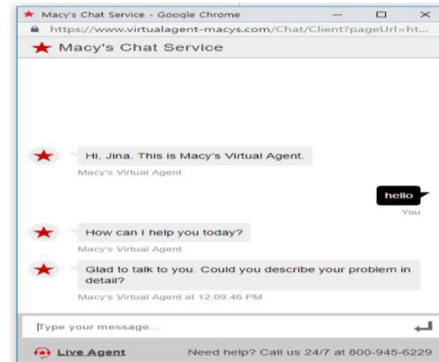 Macy's Chat Service - Google Chrome
https://www.virtualagent-macys.com/Chat/Client?pageUrl=ht...
Macy's Chat Service
Hi, Jina. This is Macy's Virtual Agent.
Macy's Virtual Agent
hello
You
How can I help you today?
Macy's Virtual Agent
Glad to talk to you. Could you describe your problem in
detail?
Macy's Virtual Agent at 12:09:46 PM
Type your message...
Live Agent Need help? Call us 24/7 at 800-945-6229